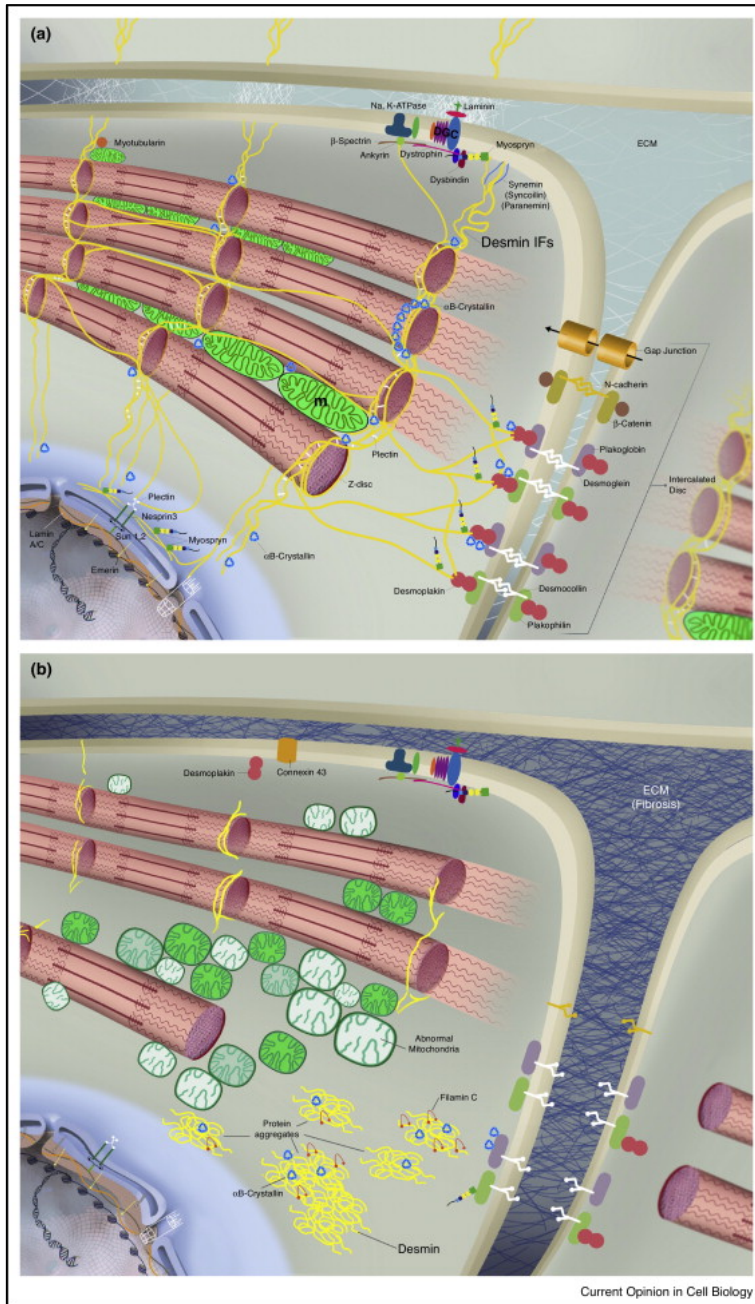 (a)
Na, K-ATPase
Laminin
DGC
Myotubularin
β-Spectrin
Ankyrin
Dystrophin
Myospryn
ECM
Dysbindin
Synemin
(Syncoilin)
(Paranemin)
Desmin IFs
αB-Crystallin
Gap Junction
m
N-cadherin
β-Catenin
Plectin
Plakoglobin
Z-disc
Desmoglein
Intercalated
Disc
Plectin
Nesprin3
Lamin
A/C
Sun 1,2
Myospryn
Emerin
αB-Crystallin
Desmoplakin
Desmocollin
Plakophilin
(b)
Desmoplakin
Connexin 43
ECM
(Fibrosis)
Abnormal
Mitochondria
Filamin C
Protein
aggregates
αB-Crystallin
Desmin
Current Opinion in Cell Biology